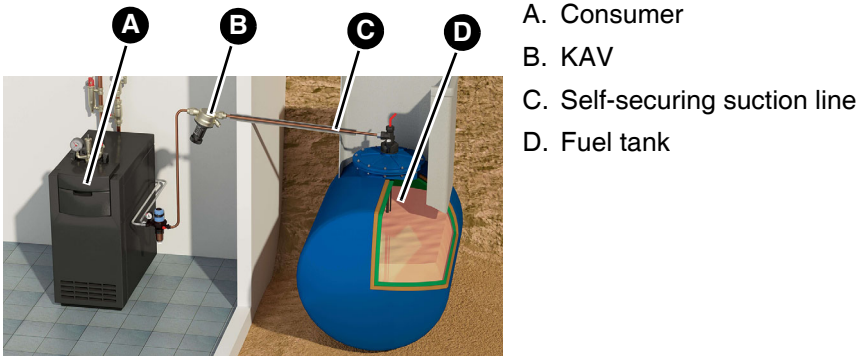 A B C D
A. Consumer
B. KAV
C. Self-securing suction line
D. Fuel tank